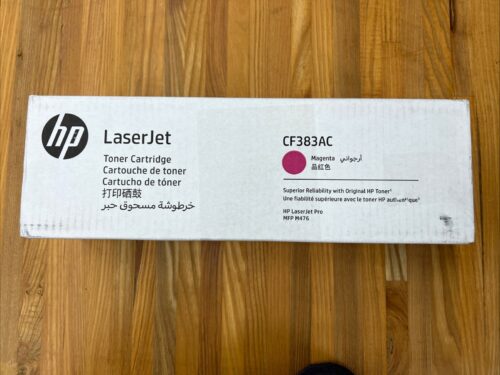 hp
LaserJet
Toner Cartridge
Cartouche de toner
Cartucho de tóner
打印硒鼓
خرطوشة مسحوق حبر
CF383AC
Magenta أرجواني
品红色
Superior Reliability with Original HP Toner¹
Une fiabilité supérieure avec le toner HP authentique¹
HP LaserJet Pro
MFP M476